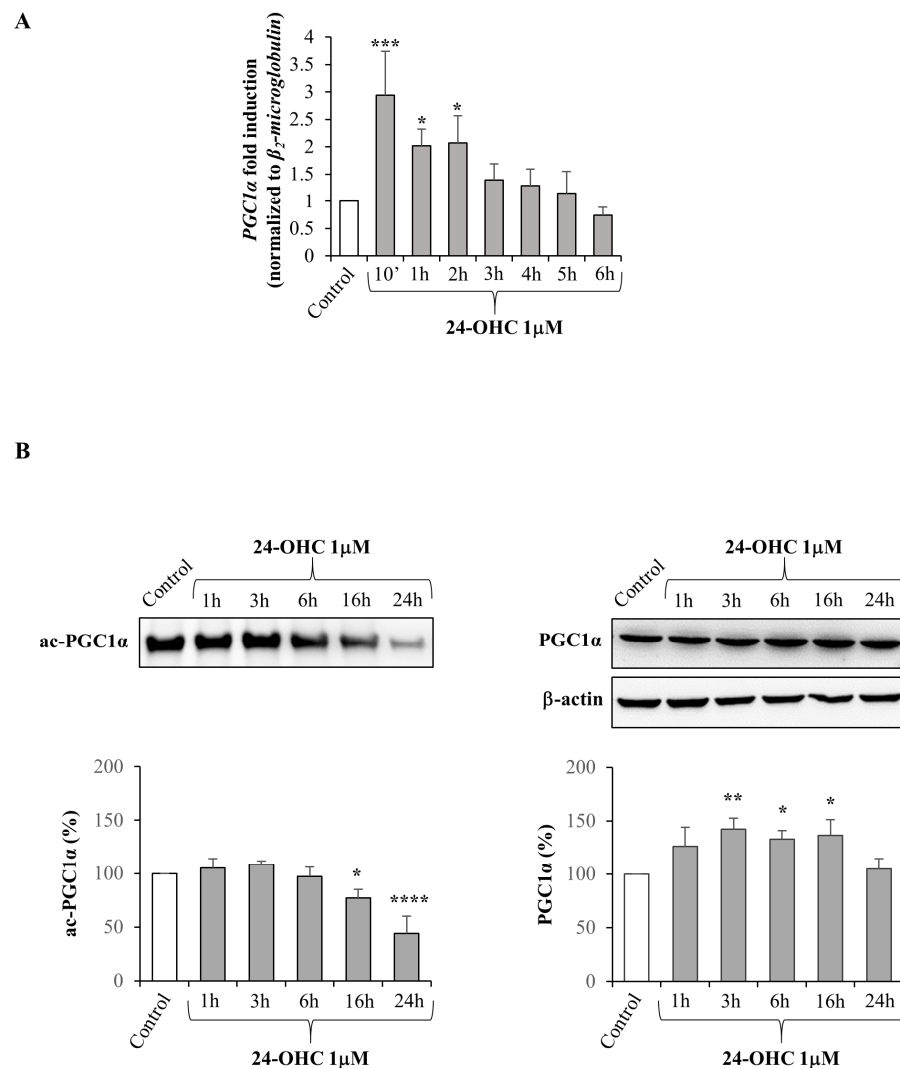 A
PGC1α fold induction
(normalized to β2-microglobulin)
4
3.5
3
2.5
2
1.5
1
0.5
0
***
*
*
Control
10’
1h
2h
3h
4h
5h
6h
24-OHC 1μM
B
24-OHC 1μM
Control
1h
3h
6h
16h
24h
ac-PGC1α
ac-PGC1α (%)
200
150
100
50
0
*
****
Control
1h
3h
6h
16h
24h
24-OHC 1μM
24-OHC 1μM
Control
1h
3h
6h
16h
24h
PGC1α
β-actin
PGC1α (%)
200
150
100
50
0
**
*
*
Control
1h
3h
6h
16h
24h
24-OHC 1μM